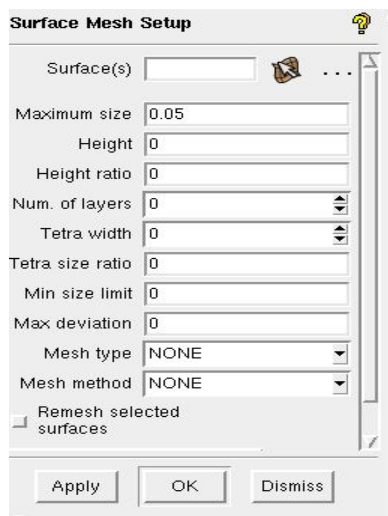 Surface Mesh Setup
Surface(s) ...
Maximum size 0.05
Height 0
Height ratio 0
Num. of layers 0
Tetra width 0
Tetra size ratio 0
Min size limit 0
Max deviation 0
Mesh type NONE
Mesh method NONE
Remesh selected
surfaces
Apply OK Dismiss